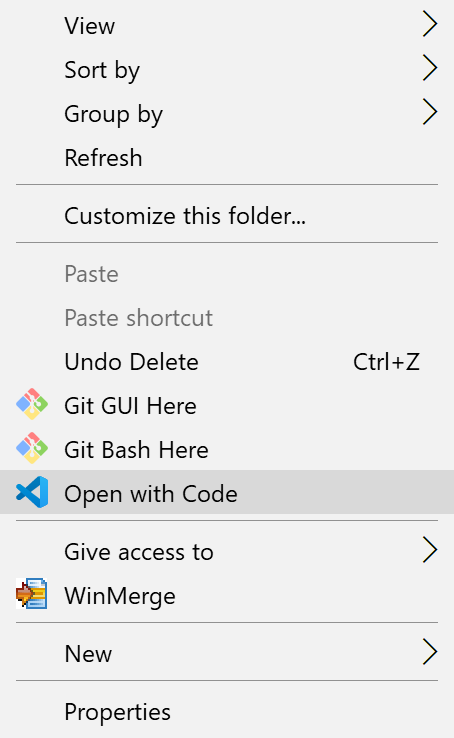 View
Sort by
Group by
Refresh
Customize this folder...
Paste
Paste shortcut
Undo Delete Ctrl+Z
Git GUI Here
Git Bash Here
Open with Code
Give access to
WinMerge
New
Properties